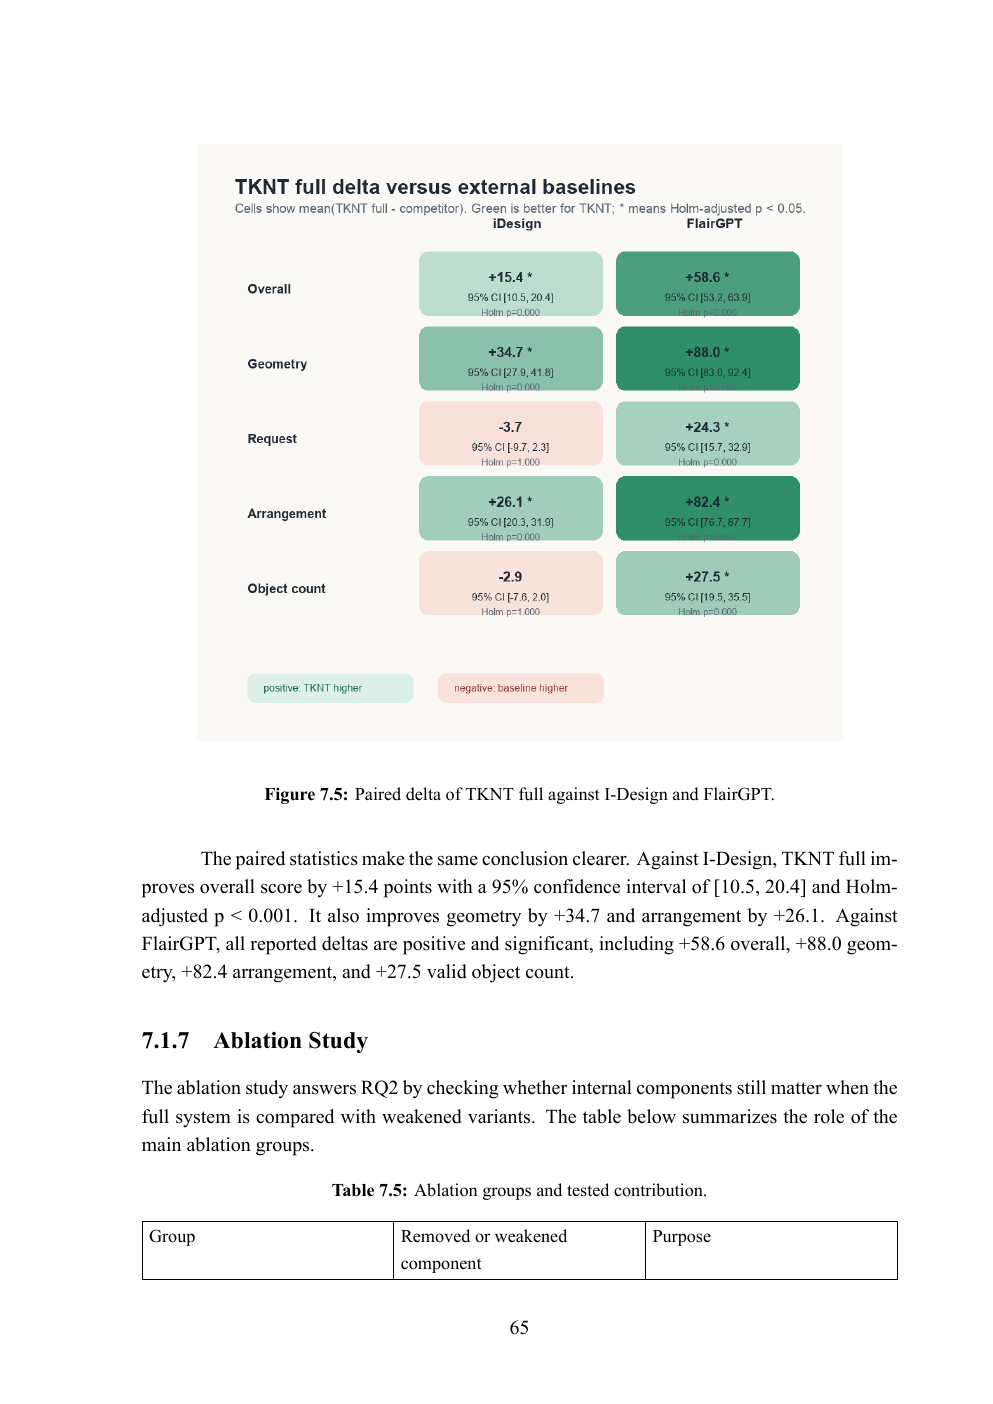 TKNT full delta versus external baselines
Cells show mean(TKNT full - competitor). Green is better for TKNT; * means Holm-adjusted p < 0.05.
iDesign FlairGPT
Overall
+15.4 *
95% CI [10.5, 20.4]
Holm p=0.000
+58.6 *
95% CI [53.2, 63.9]
Holm p=0.000
Geometry
+34.7 *
95% CI [27.9, 41.8]
Holm p=0.000
+88.0 *
95% CI [83.0, 92.4]
Holm p=0.000
Request
-3.7
95% CI [-9.7, 2.3]
Holm p=1.000
+24.3 *
95% CI [15.7, 32.9]
Holm p=0.000
Arrangement
+26.1 *
95% CI [20.3, 31.9]
Holm p=0.000
+82.4 *
95% CI [76.7, 87.7]
Holm p=0.000
Object count
-2.9
95% CI [-7.6, 2.0]
Holm p=1.000
+27.5 *
95% CI [19.5, 35.5]
Holm p=0.000
positive: TKNT higher
negative: baseline higher
Figure 7.5: Paired delta of TKNT full against I-Design and FlairGPT.
The paired statistics make the same conclusion clearer. Against I-Design, TKNT full im-
proves overall score by +15.4 points with a 95% confidence interval of [10.5, 20.4] and Holm-
adjusted p < 0.001. It also improves geometry by +34.7 and arrangement by +26.1. Against
FlairGPT, all reported deltas are positive and significant, including +58.6 overall, +88.0 geom-
etry, +82.4 arrangement, and +27.5 valid object count.
7.1.7 Ablation Study
The ablation study answers RQ2 by checking whether internal components still matter when the
full system is compared with weakened variants. The table below summarizes the role of the
main ablation groups.
Table 7.5: Ablation groups and tested contribution.
Group
Removed or weakened
component
Purpose
65